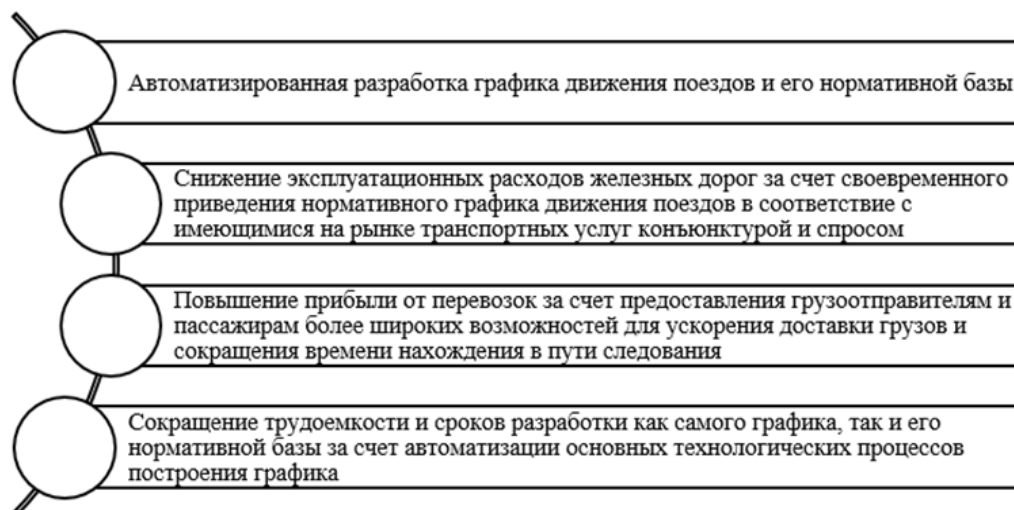 Автоматизированная разработка графика движения поездов и его нормативной базы
Снижение эксплуатационных расходов железных дорог за счет своевременного
приведения нормативного графика движения поездов в соответствие с
имеющимися на рынке транспортных услуг конъюнктурой и спросом
Повышение прибыли от перевозок за счет предоставления грузоотправителям и
пассажирам более широких возможностей для ускорения доставки грузов и
сокращения времени нахождения в пути следования
Сокращение трудоемкости и сроков разработки как самого графика, так и его
нормативной базы за счет автоматизации основных технологических процессов
построения графика